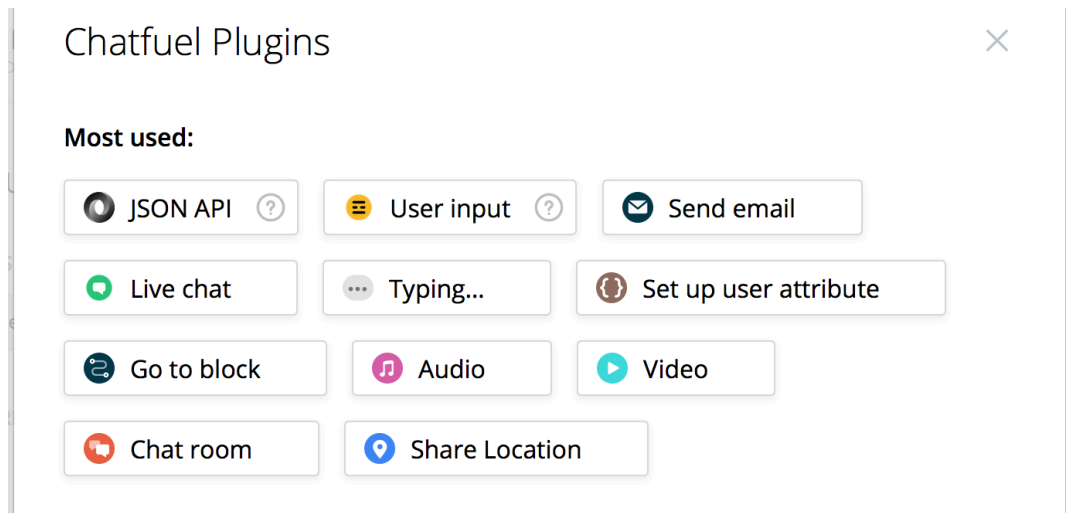 Chatfuel Plugins
Most used:
JSON API ? User input ? Send email
Live chat Typing... Set up user attribute
Go to block Audio Video
Chat room Share Location